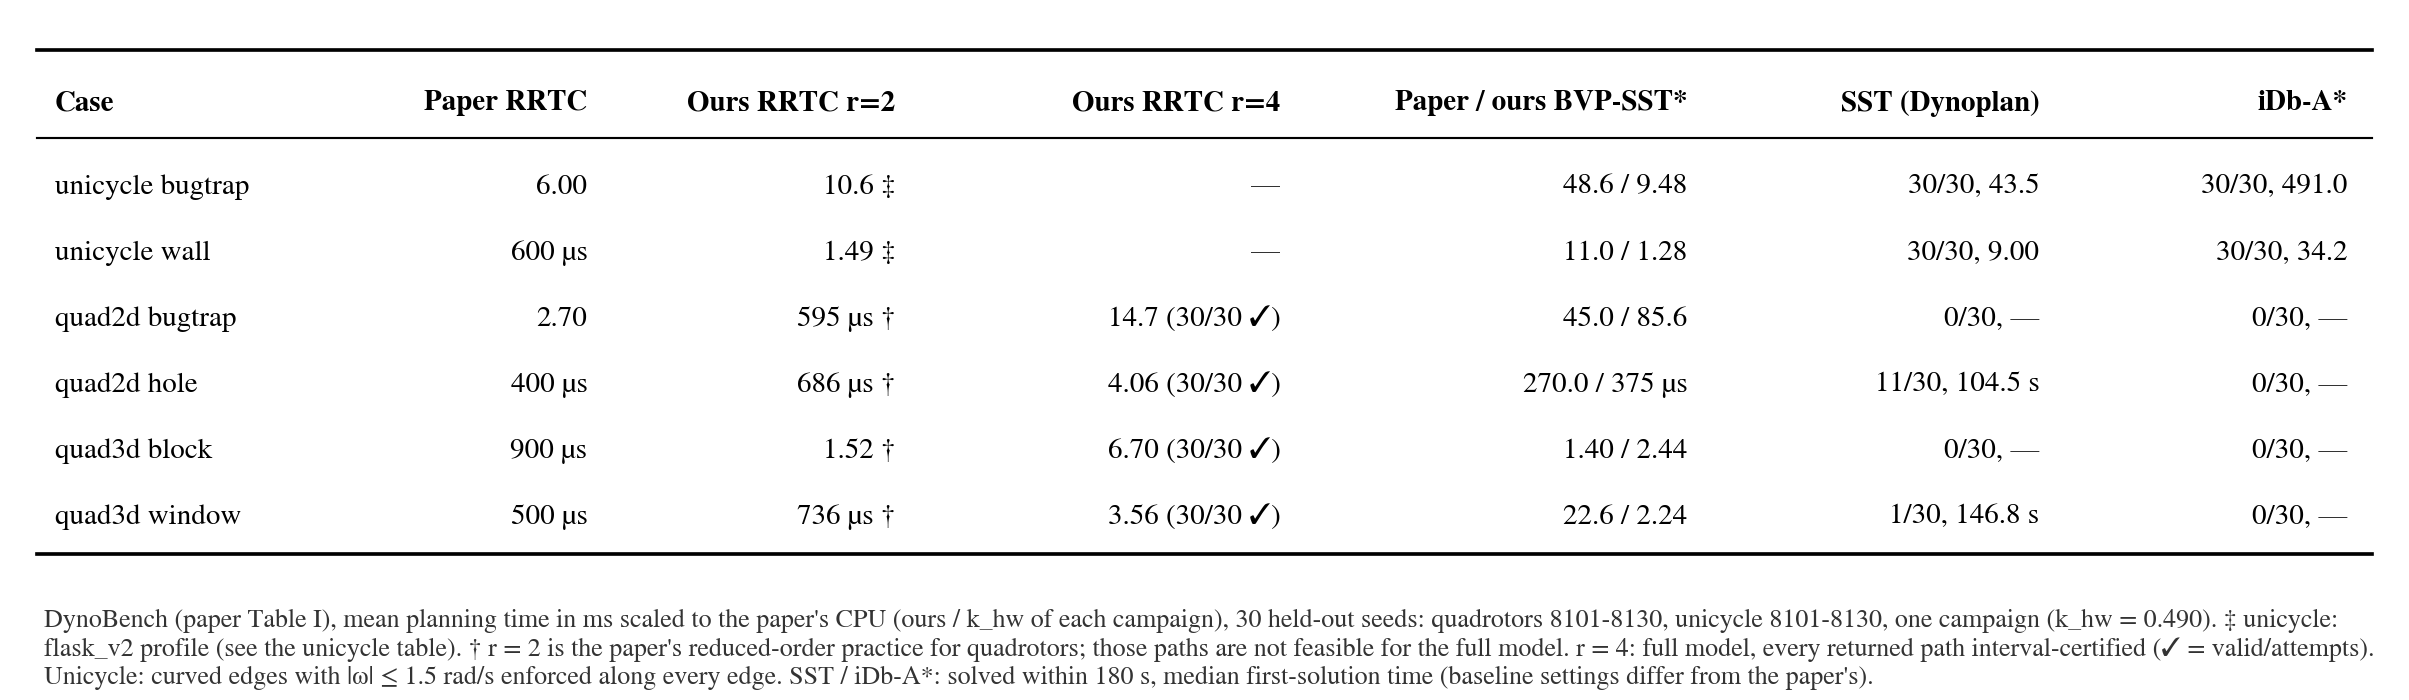 Case Paper RRTC Ours RRTC r=2 Ours RRTC r=4 Paper / ours BVP-SST* SST (Dynoplan) iDb-A*
unicycle bugtrap 6.00 10.6 ‡ — 48.6 / 9.48 30/30, 43.5 30/30, 491.0
unicycle wall 600 µs 1.49 ‡ — 11.0 / 1.28 30/30, 9.00 30/30, 34.2
quad2d bugtrap 2.70 595 µs † 14.7 (30/30 ✓) 45.0 / 85.6 0/30, — 0/30, —
quad2d hole 400 µs 686 µs † 4.06 (30/30 ✓) 270.0 / 375 µs 11/30, 104.5 s 0/30, —
quad3d block 900 µs 1.52 † 6.70 (30/30 ✓) 1.40 / 2.44 0/30, — 0/30, —
quad3d window 500 µs 736 µs † 3.56 (30/30 ✓) 22.6 / 2.24 1/30, 146.8 s 0/30, —
DynoBench (paper Table I), mean planning time in ms scaled to the paper's CPU (ours / k_hw of each campaign), 30 held-out seeds: quadrotors 8101-8130, unicycle 8101-8130, one campaign (k_hw = 0.490). ‡ unicycle:
flask_v2 profile (see the unicycle table). † r = 2 is the paper's reduced-order practice for quadrotors; those paths are not feasible for the full model. r = 4: full model, every returned path interval-certified (✓ = valid/attempts).
Unicycle: curved edges with |ω| ≤ 1.5 rad/s enforced along every edge. SST / iDb-A*: solved within 180 s, median first-solution time (baseline settings differ from the paper's).